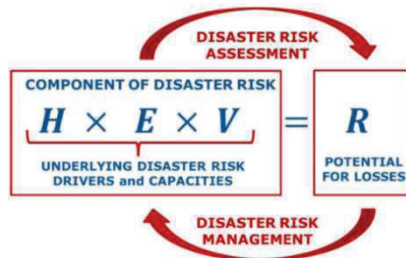 DISASTER RISK
ASSESSMENT
COMPONENT OF DISASTER RISK
H × E × V = R
UNDERLYING DISASTER RISK
DRIVERS and CAPACITIES
POTENTIAL
FOR LOSSES
DISASTER RISK
MANAGEMENT